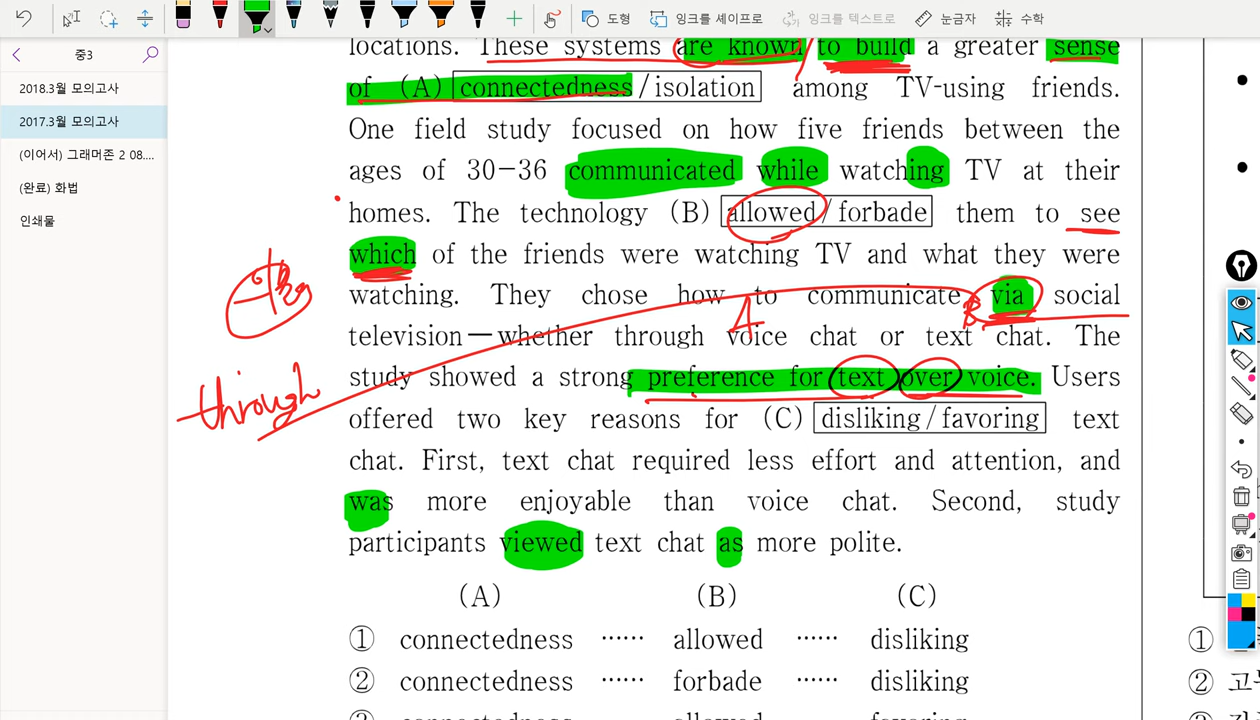 도형
잉크를 셰이프로
잉크를 텍스트로
눈금자
수학
중3
2018.3월 모의고사
2017.3월 모의고사
(이어서) 그래머존 2 08....
(완료) 화법
인쇄물
locations. These systems are known to build a greater sense
of (A) connectedness / isolation among TV-using friends.
One field study focused on how five friends between the
ages of 30−36 communicated while watching TV at their
homes. The technology (B) allowed / forbade them to see
which of the friends were watching TV and what they were
watching. They chose how to communicate via social
television — whether through voice chat or text chat. The
study showed a strong preference for text over voice. Users
offered two key reasons for (C) disliking / favoring text
chat. First, text chat required less effort and attention, and
was more enjoyable than voice chat. Second, study
participants viewed text chat as more polite.
A
B
through
(A) (B) (C)
① connectedness ······ allowed ······ disliking
② connectedness ······ forbade ······ disliking
①
②